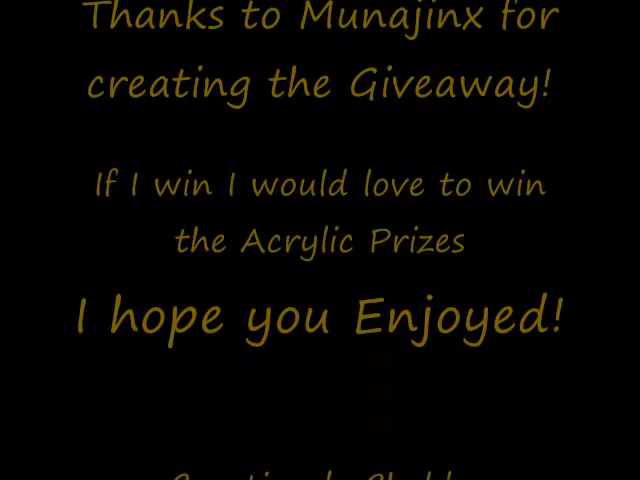 Thanks to Munajinx for
creating the Giveaway!
If I win I would love to win
the Acrylic Prizes
I hope you Enjoyed!